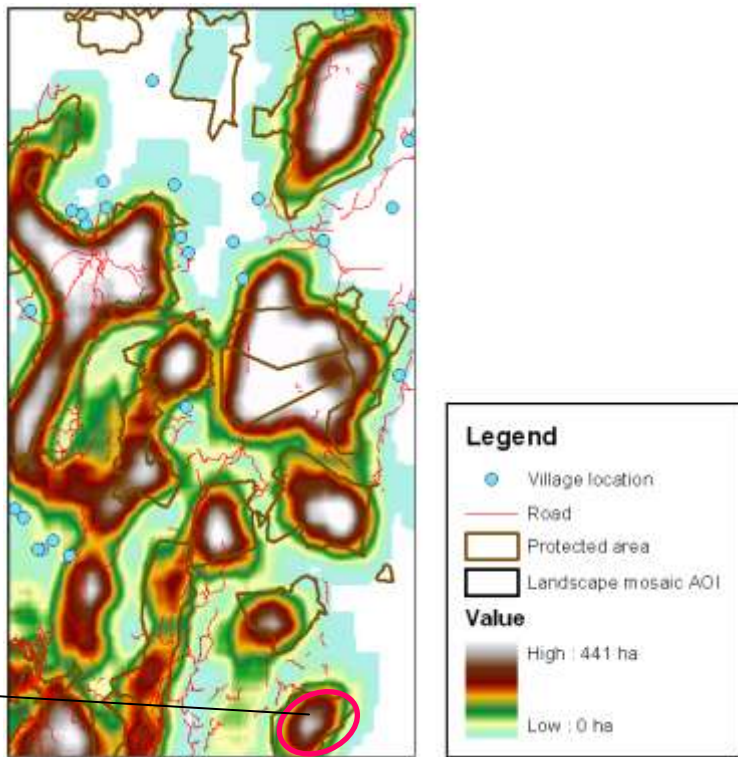 Legend
Village location
Road
Protected area
Landscape mosaic AOI
Value
High : 441 ha
Low : 0 ha